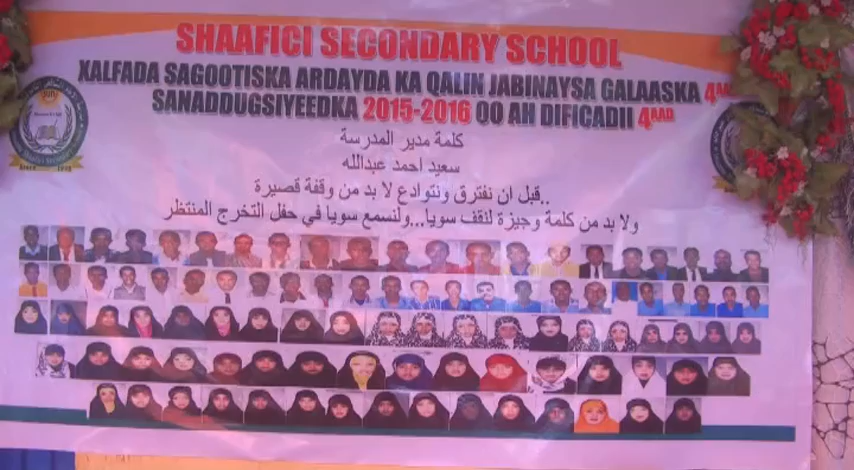 SHAAFICI SECONDARY SCHOOL
XALFADA SAGOOTISKA ARDAYDA KA QALIN JABINAYSA GALAASKA 4AAD
SANADDUGSIYEEDKA 2015-2016 OO AH DIFICADII 4AAD
كلمة مدير المدرسة
سعيد احمد عبدالله
قبل ان نفترق ونتوادع لا بد من وقفة قصيرة..
ولا بد من كلمة وجيزة لنقف سويا...ولنسمع سويا في حفل التخرج المنتظر